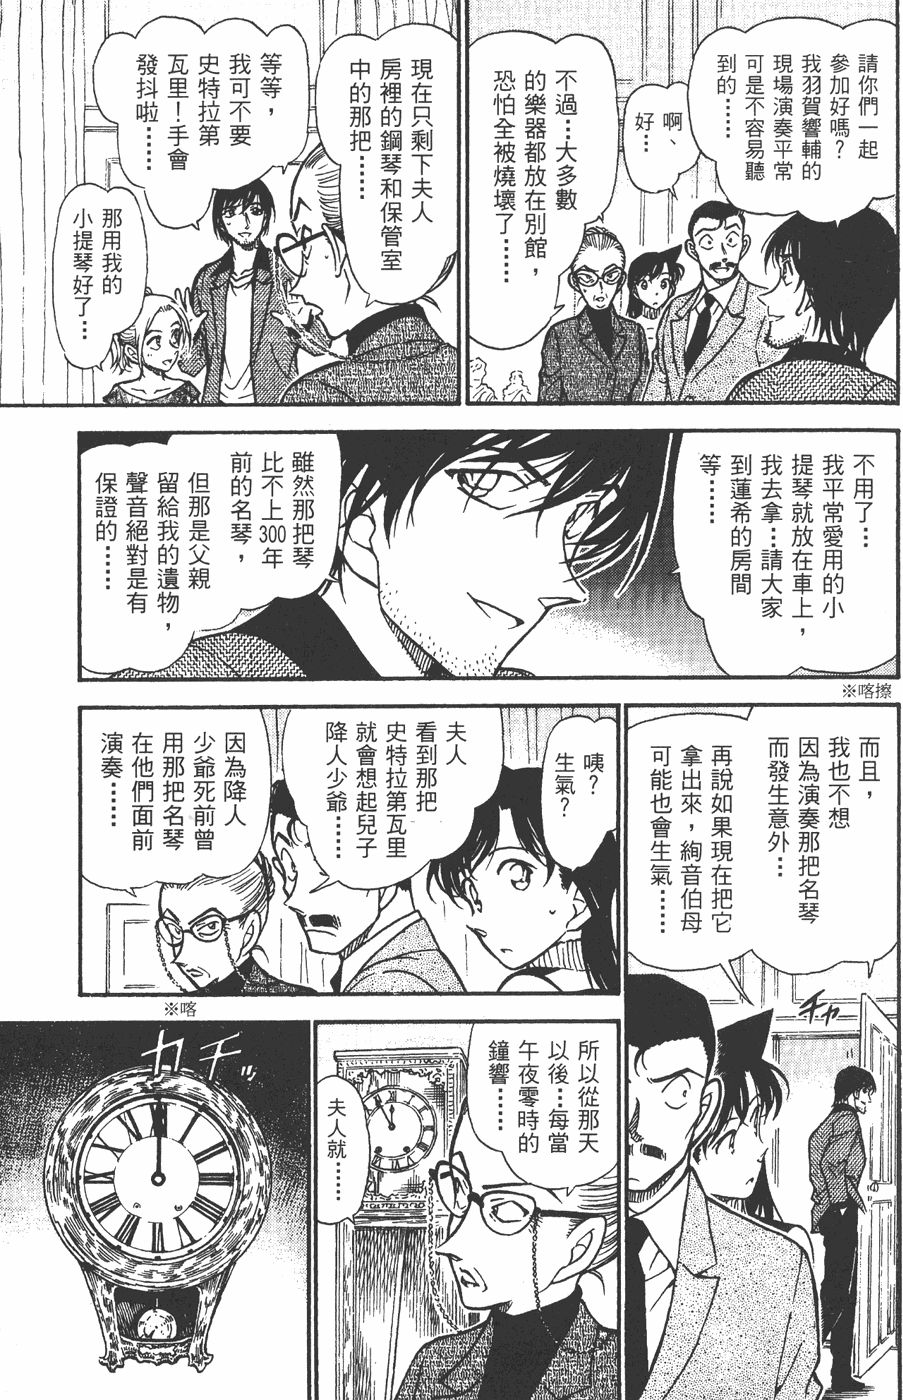 請你們一起
參加好嗎？
我羽賀響輔的
現場演奏平常
可是不容易聽
到的…
啊、
好…
不過…大多數
的樂器都放在別館，
恐怕全被燒壞了……
現在只剩下夫人
房裡的鋼琴和保管室
中的那把……
等等，
我可不要
史特拉第
瓦里！手會
發抖啦…
那用我的
小提琴好了…
不用了…
我平常愛用的小
提琴就放在車上，
我去拿…請大家
到蓮希的房間
等……
雖然那把琴
比不上300年
前的名琴，
但那是父親
留給我的遺物，
聲音絕對是有
保證的……
※喀擦
而且，
我也不想
因為演奏那把名琴
而發生意外…
再說如果現在把它
拿出來，絢音伯母
可能也會生氣……
チャ
咦？
生氣？
夫人
看到那把
史特拉第瓦里
就會想起兒子
降人少爺……
因為降人
少爺死前曾
用那把名琴
在他們面前
演奏……
所以從那天
以後…每當
午夜零時的
鐘響……
夫人就……
※喀
カチッ